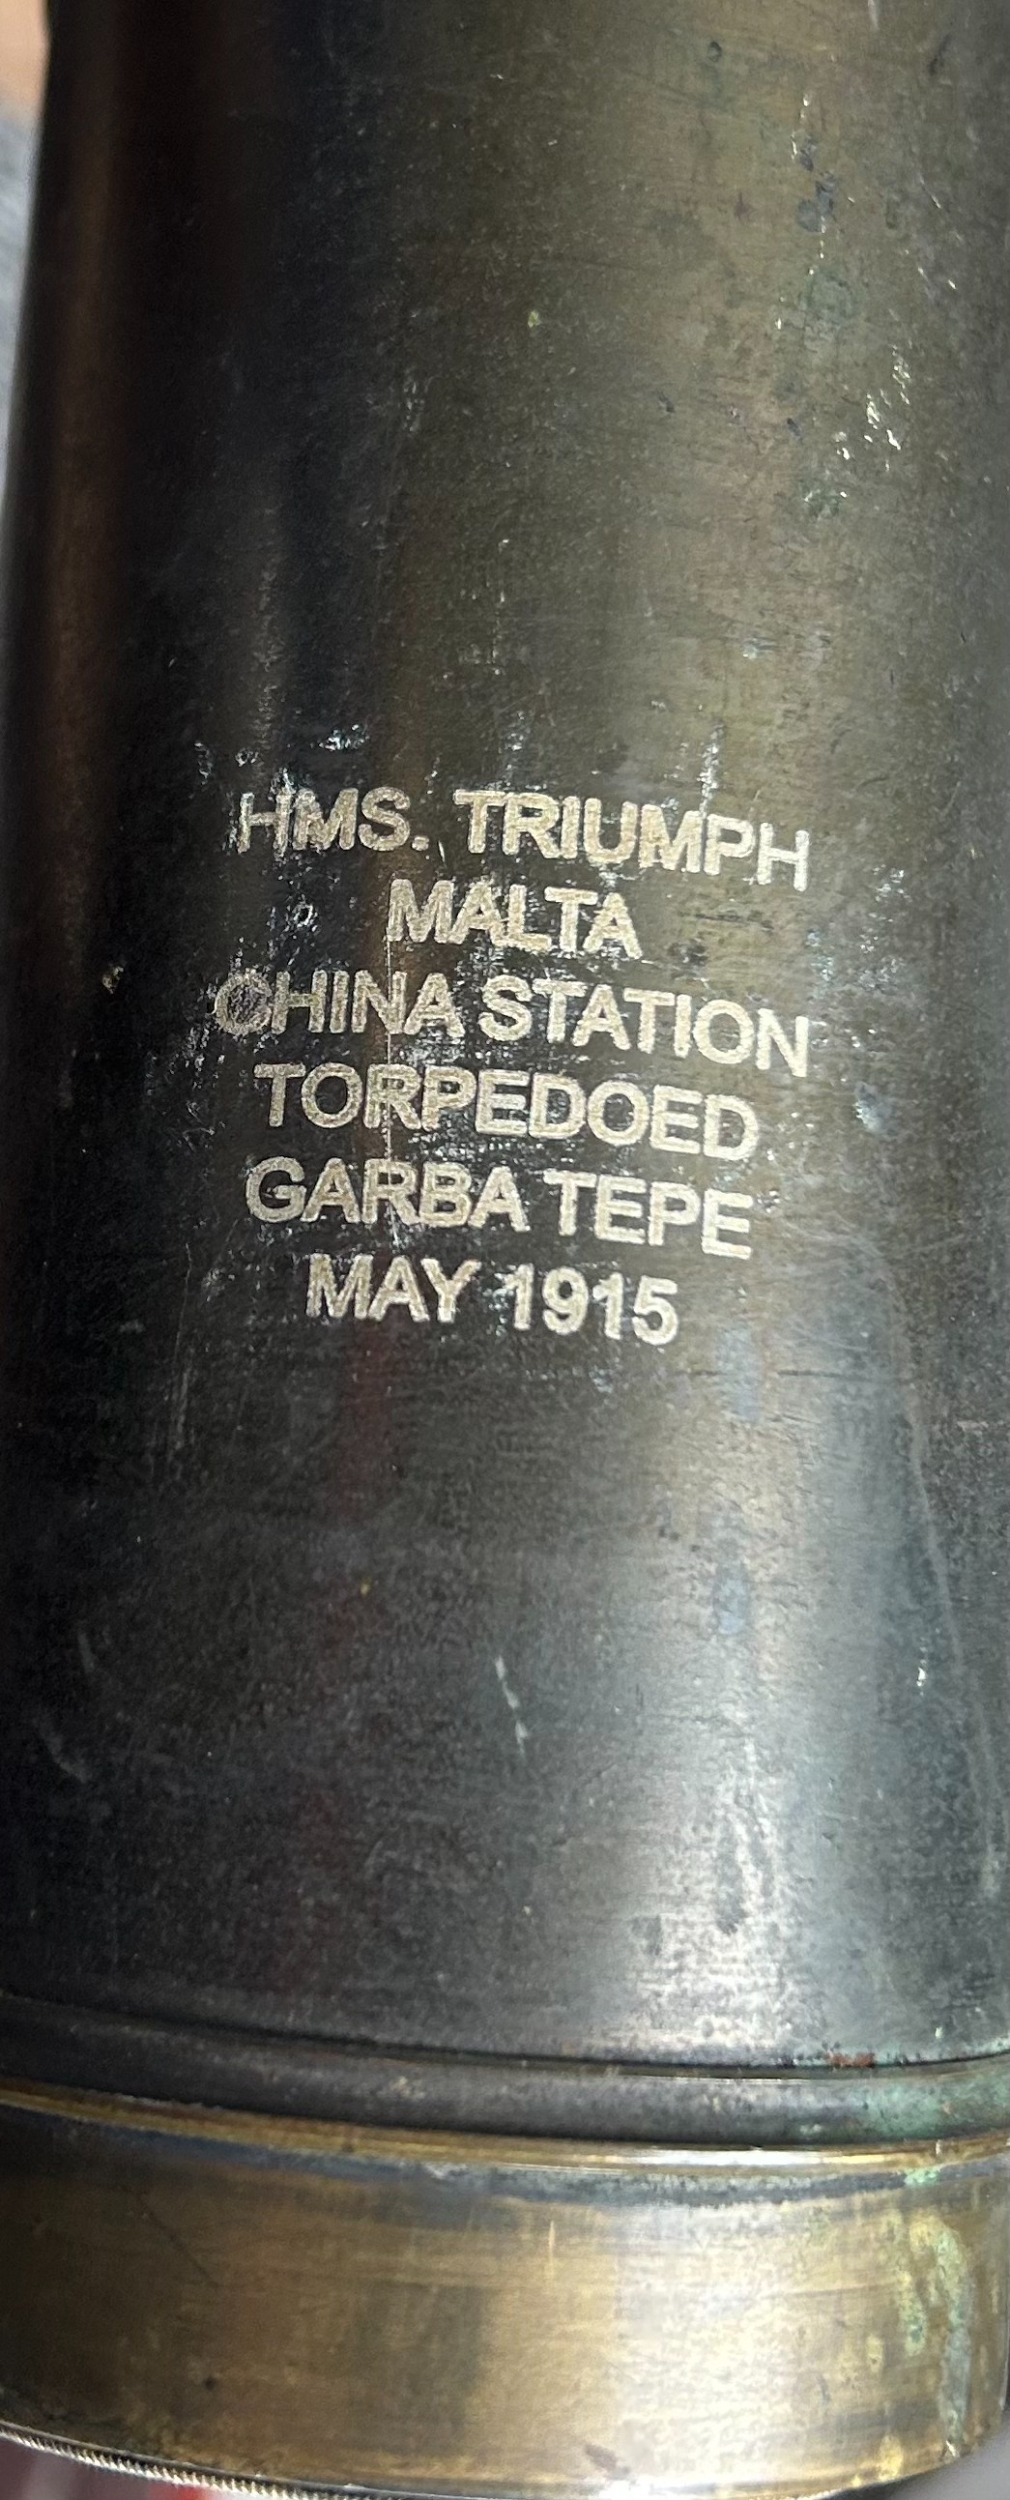 HMS. TRIUMPH
MALTA
CHINA STATION
TORPEDOED
GARBA TEPE
MAY 1915